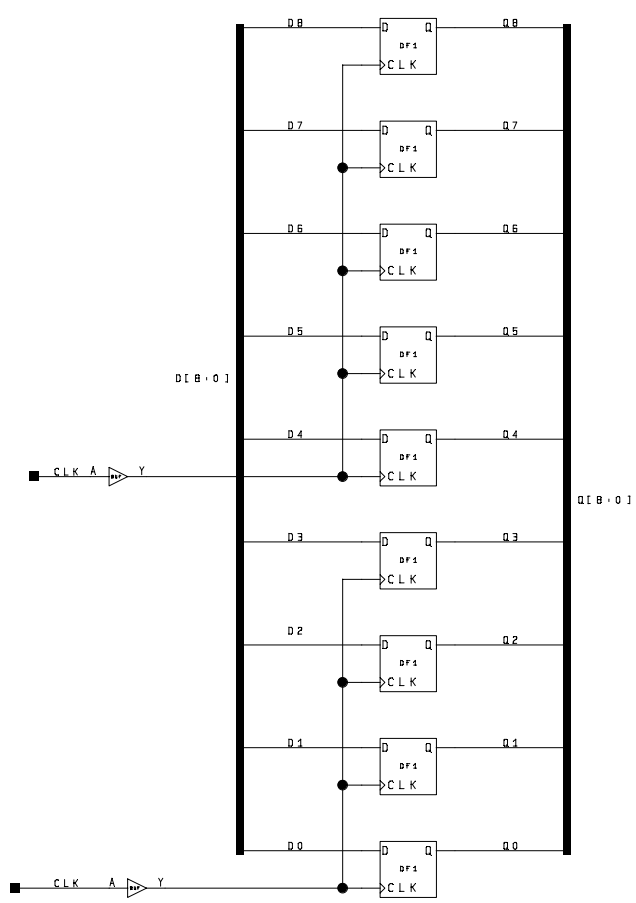 D8 D Q Q8
DF1
CLK
D7 D Q Q7
DF1
CLK
D6 D Q Q6
DF1
CLK
D5 D Q Q5
DF1
D[8:0] CLK
D4 D Q Q4
DF1
CLK A BUF Y CLK
Q[8:0]
D3 D Q Q3
DF1
CLK
D2 D Q Q2
DF1
CLK
D1 D Q Q1
DF1
CLK
D0 D Q Q0
DF1
CLK A BUF Y CLK